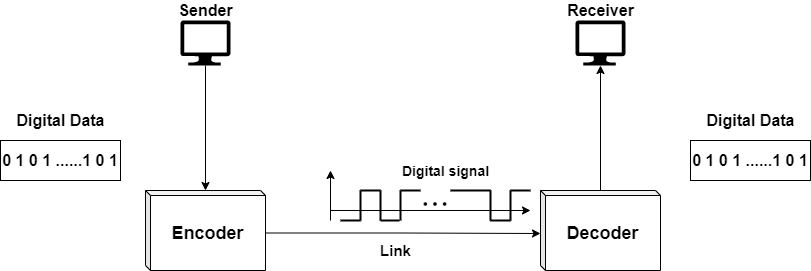 Sender
Receiver
Digital Data
Digital Data
0 1 0 1 ......1 0 1
0 1 0 1 ......1 0 1
Digital signal
...
Encoder
Decoder
Link